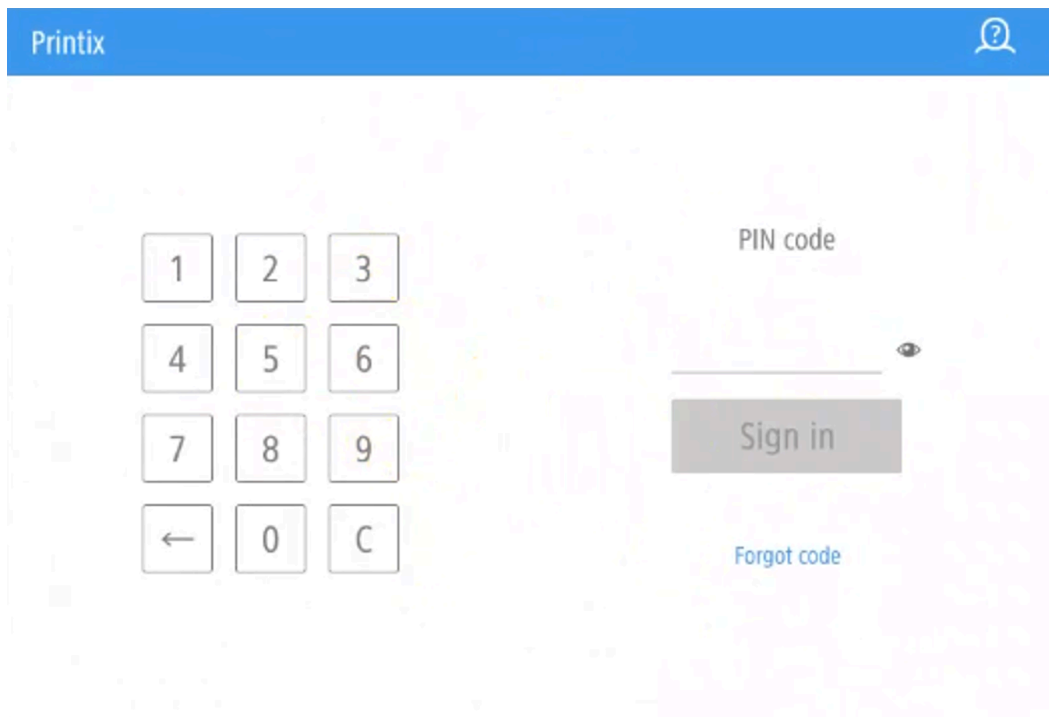 Printix
?
1 2 3
4 5 6
7 8 9
← 0 C
PIN code
Sign in
Forgot code